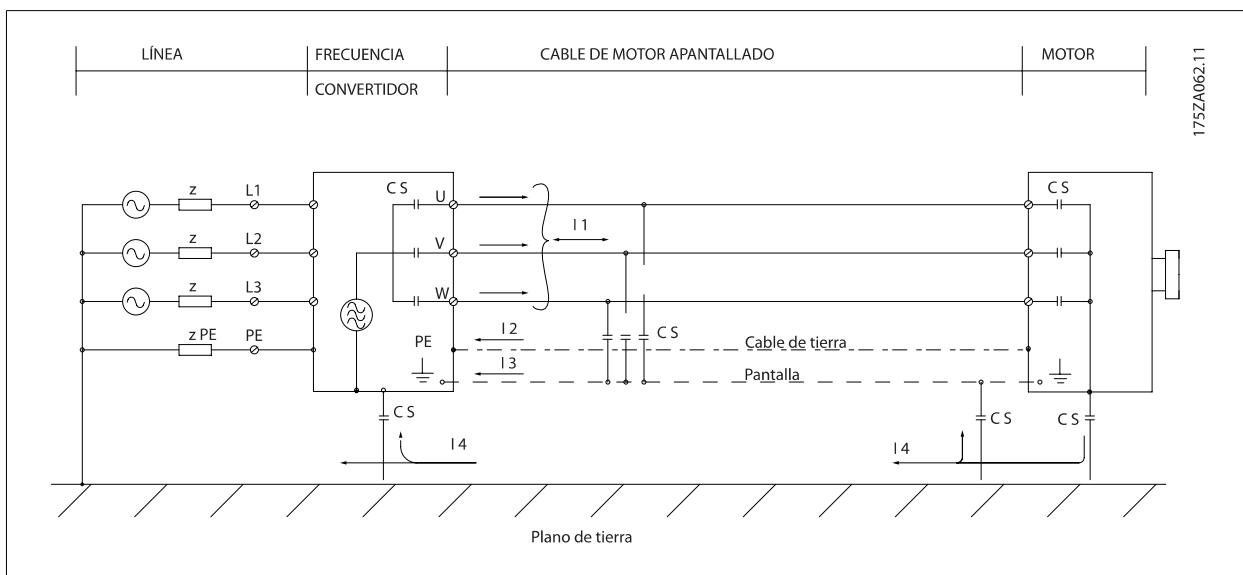 LÍNEA
FRECUENCIA
CONVERTIDOR
CABLE DE MOTOR APANTALLADO
MOTOR
175ZA062.11
z
L1
C S
U
I 1
C S
z
L2
V
z
L3
W
C S
z PE
PE
PE
I 2
Cable de tierra
I 3
Pantalla
C S
C S
C S
I 4
I 4
Plano de tierra